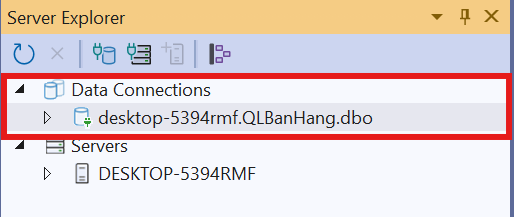 Server Explorer
Data Connections
desktop-5394rmf.QLBanHang.dbo
Servers
DESKTOP-5394RMF